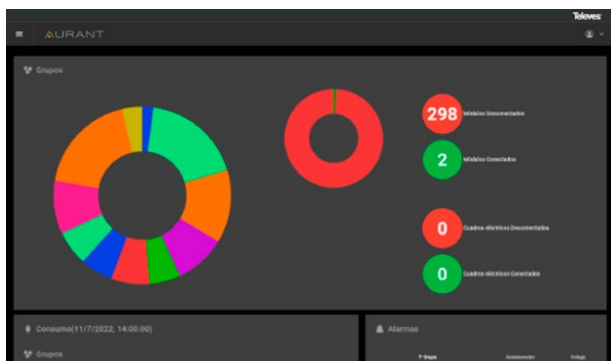 Televes
AURANT
Grupos
298 Módulos Desconectados
2 Módulos Conectados
0 Cuadros eléctricos Desconectados
0 Cuadros eléctricos Conectados
Consumo(11/7/2022, 14:00:00)
Alarmas
Grupos
Grupo